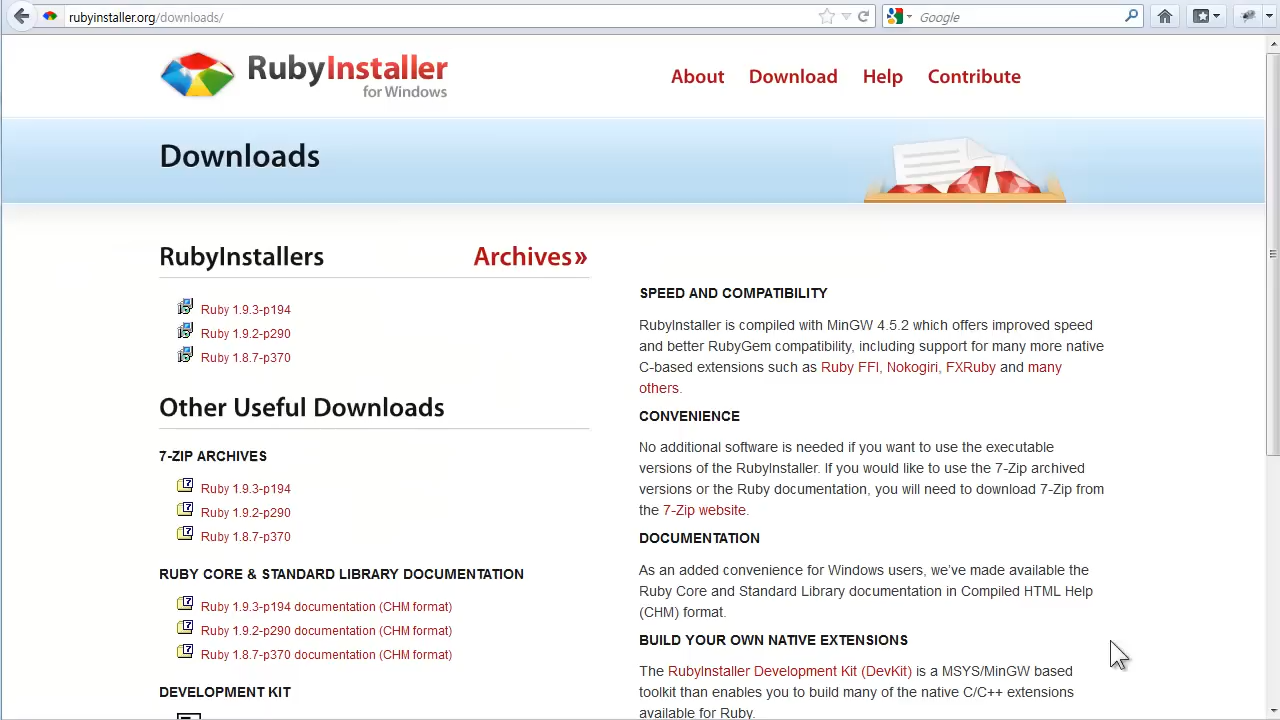 rubyinstaller.org/downloads/
Google
RubyInstaller
for Windows
About Download Help Contribute
Downloads
RubyInstallers Archives»
Ruby 1.9.3-p194
Ruby 1.9.2-p290
Ruby 1.8.7-p370
Other Useful Downloads
7-ZIP ARCHIVES
Ruby 1.9.3-p194
Ruby 1.9.2-p290
Ruby 1.8.7-p370
RUBY CORE & STANDARD LIBRARY DOCUMENTATION
Ruby 1.9.3-p194 documentation (CHM format)
Ruby 1.9.2-p290 documentation (CHM format)
Ruby 1.8.7-p370 documentation (CHM format)
DEVELOPMENT KIT
SPEED AND COMPATIBILITY
RubyInstaller is compiled with MinGW 4.5.2 which offers improved speed
and better RubyGem compatibility, including support for many more native
C-based extensions such as Ruby FFI, Nokogiri, FXRuby and many
others.
CONVENIENCE
No additional software is needed if you want to use the executable
versions of the RubyInstaller. If you would like to use the 7-Zip archived
versions or the Ruby documentation, you will need to download 7-Zip from
the 7-Zip website.
DOCUMENTATION
As an added convenience for Windows users, we've made available the
Ruby Core and Standard Library documentation in Compiled HTML Help
(CHM) format.
BUILD YOUR OWN NATIVE EXTENSIONS
The RubyInstaller Development Kit (DevKit) is a MSYS/MinGW based
toolkit than enables you to build many of the native C/C++ extensions
available for Ruby.